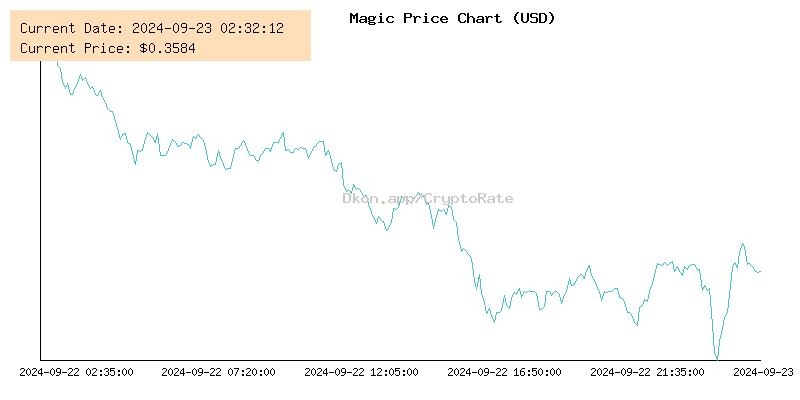 Magic Price Chart (USD)
Current Date: 2024-09-23 02:32:12
Current Price: $0.3584
Dkon.app/CryptoRate
2024-09-22 02:35:00 2024-09-22 07:20:00 2024-09-22 12:05:00 2024-09-22 16:50:00 2024-09-22 21:35:00 2024-09-23